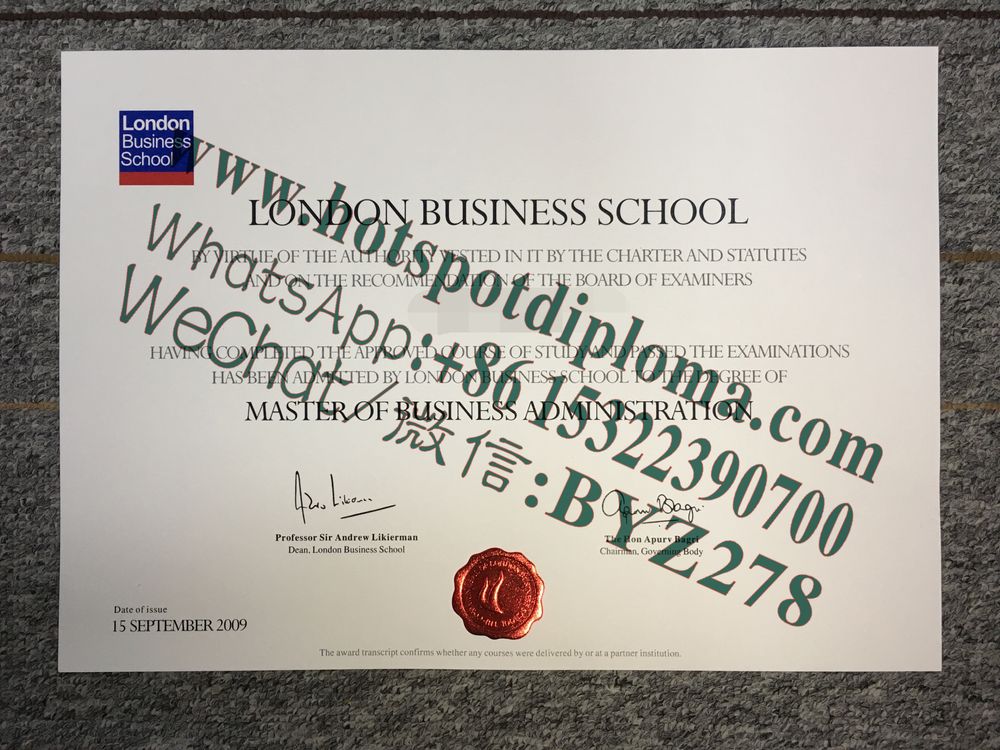 London
Business
School
LONDON BUSINESS SCHOOL
BY VIRTUE OF THE AUTHORITY VESTED IN IT BY THE CHARTER AND STATUTES
AND ON THE RECOMMENDATION OF THE BOARD OF EXAMINERS
HAVING COMPLETED THE APPROVED COURSE OF STUDY AND PASSED THE EXAMINATIONS
HAS BEEN ADMITTED BY LONDON BUSINESS SCHOOL TO THE DEGREE OF
MASTER OF BUSINESS ADMINISTRATION
Professor Sir Andrew Likierman
Dean, London Business School
The Hon Apurv Bagri
Chairman, Governing Body
Date of issue
15 SEPTEMBER 2009
The award transcript confirms whether any courses were delivered by or at a partner institution.
www.hotspotdiploma.com
WhatsApp:+86 15322390700
WeChat/微信:BYZ278